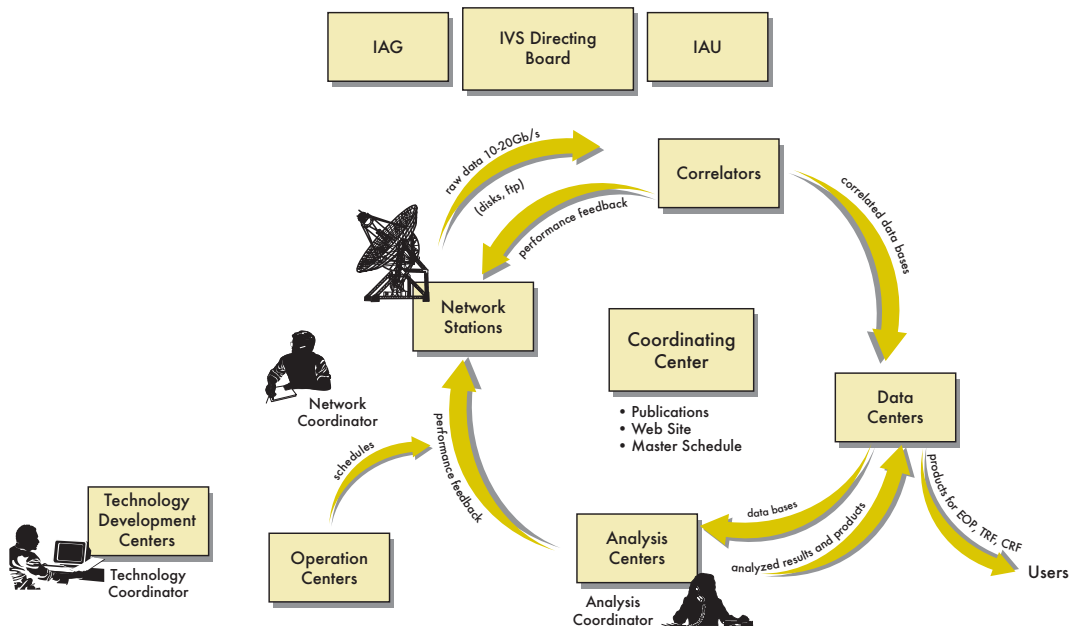 IAG
IVS Directing
Board
IAU
raw data 10-20Gb/s
(disks, ftp)
performance feedback
Correlators
correlated data bases
Network
Stations
Coordinating
Center
• Publications
• Web Site
• Master Schedule
Data
Centers
Network
Coordinator
schedules
performance feedback
Technology
Development
Centers
Technology
Coordinator
Operation
Centers
data bases
analyzed results and products
Analysis
Centers
Analysis
Coordinator
products for EOP, TRF, CRF
Users